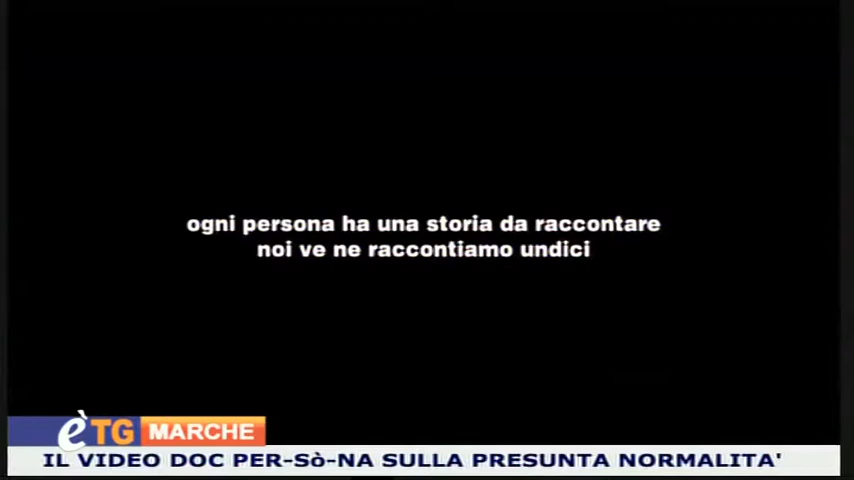 ogni persona ha una storia da raccontare
noi ve ne raccontiamo undici
èTG MARCHE
IL VIDEO DOC PER-Sò-NA SULLA PRESUNTA NORMALITA'